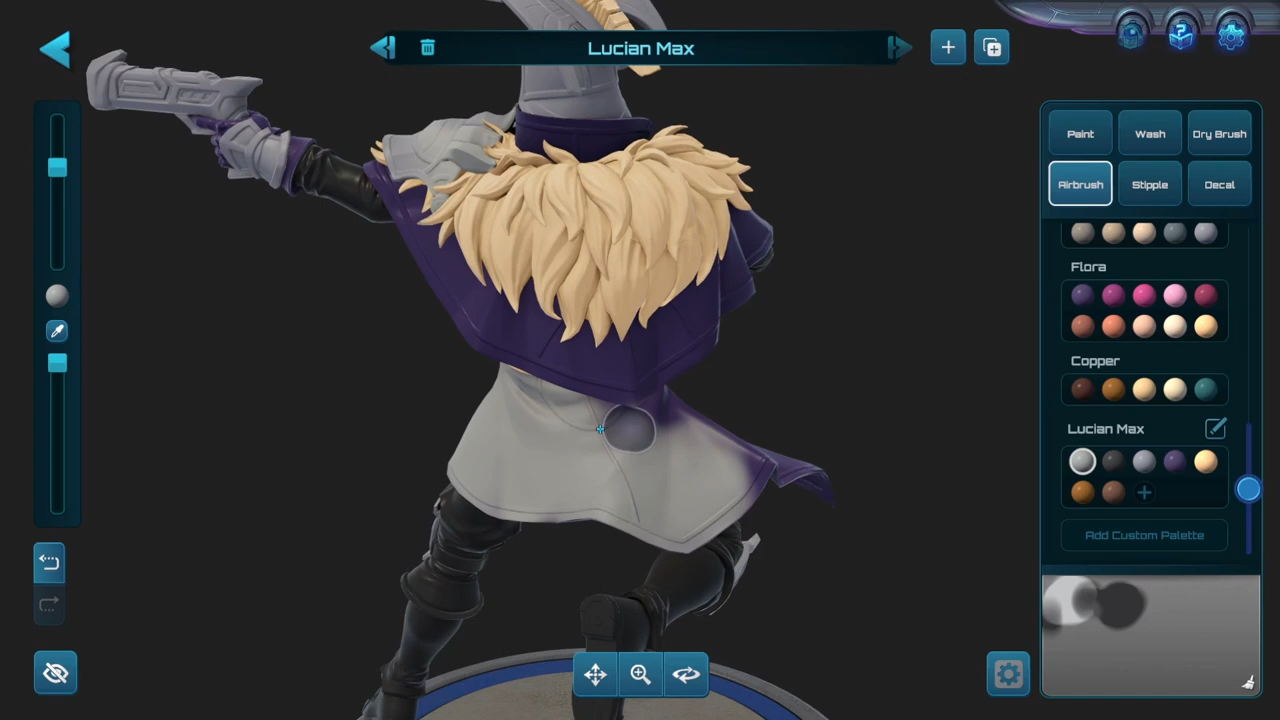 Lucian Max
Paint
Wash
Dry Brush
Airbrush
Stipple
Decal
Flora
Copper
Lucian Max
Add Custom Palette